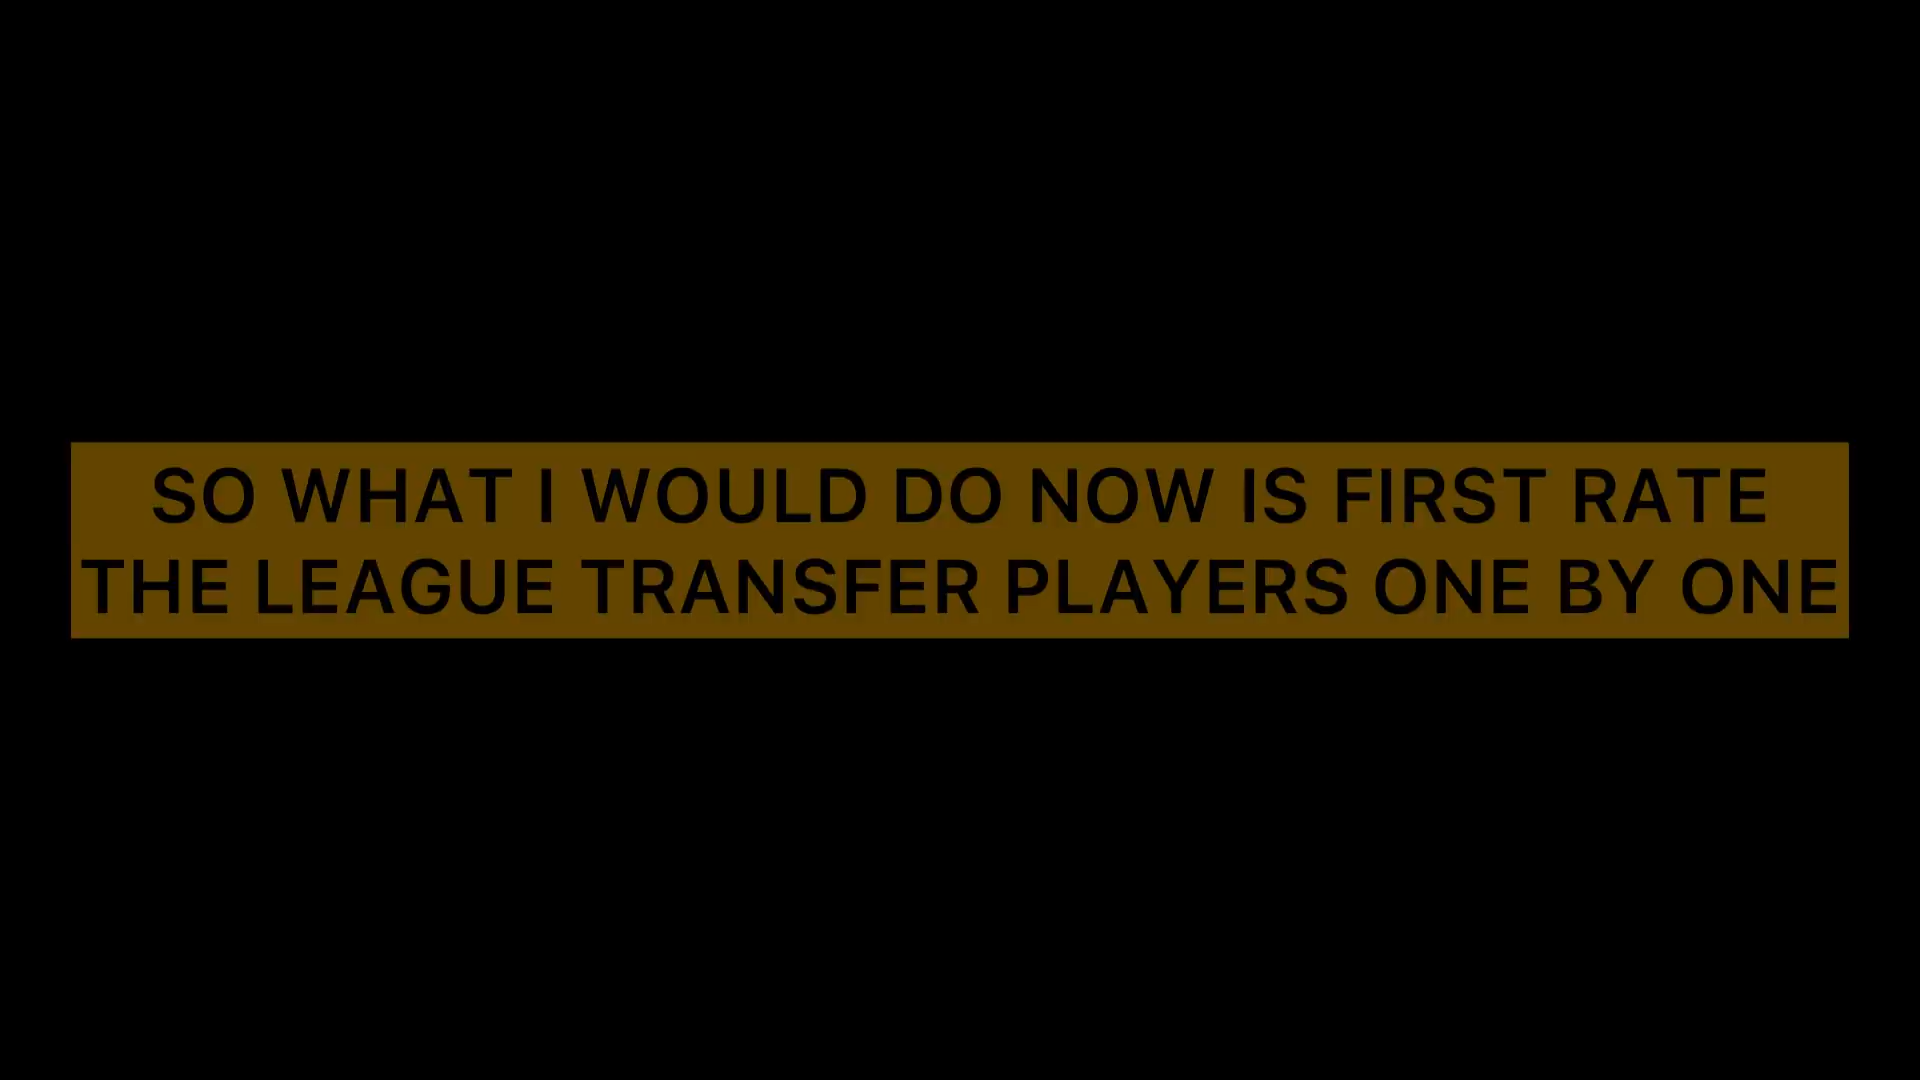 SO WHAT I WOULD DO NOW IS FIRST RATE
THE LEAGUE TRANSFER PLAYERS ONE BY ONE